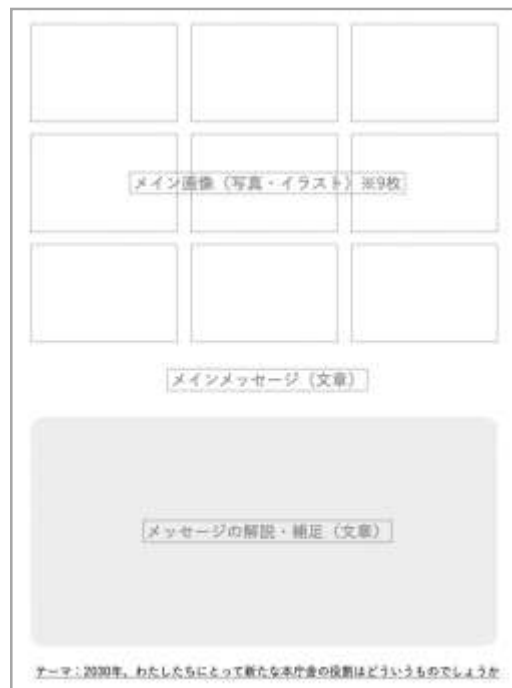 メイン画像（写真・イラスト）※9枚
メインメッセージ（文章）
メッセージの解説・補足（文章）
テーマ：2030年、わたしたちにとって新たな本庁舎の役割はどういうものでしょうか